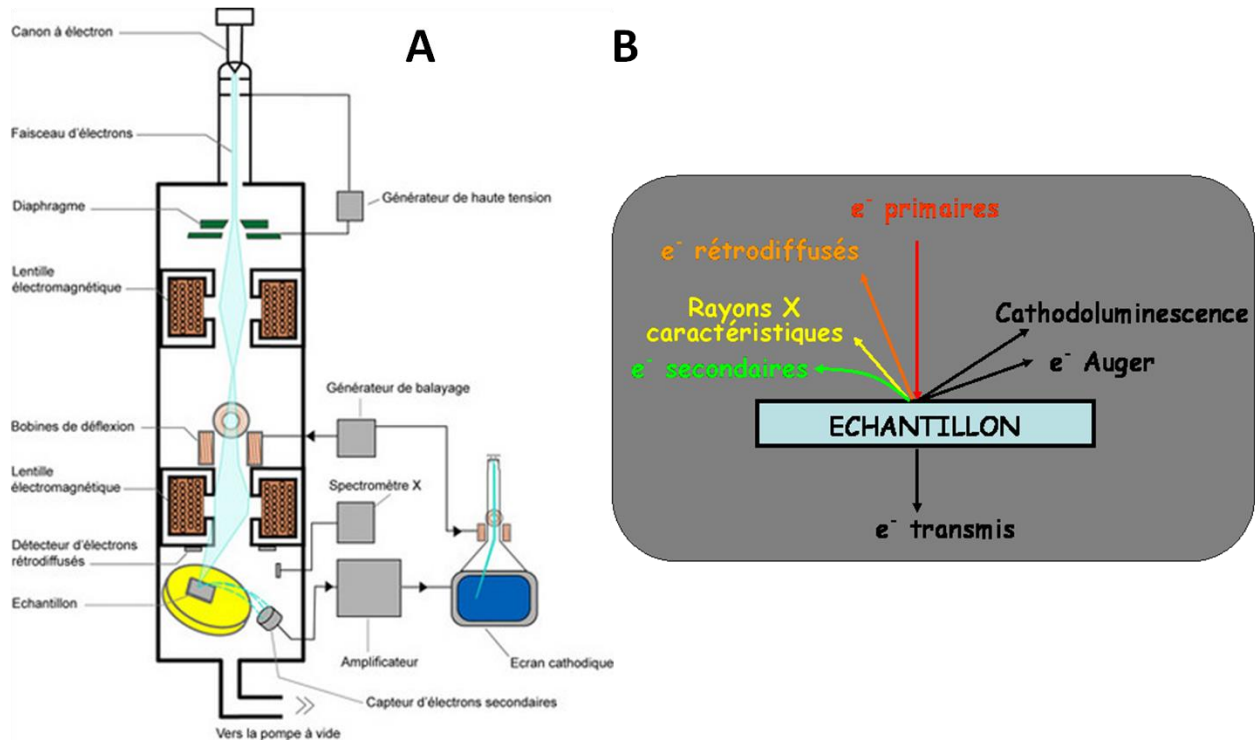 A
B
Canon à électron
Faisceau d'électrons
Générateur de haute tension
Diaphragme
Lentille
électromagnétique
Générateur de balayage
Bobines de déflexion
Lentille
électromagnétique
Spectromètre X
Détecteur d'électrons
rétrodiffusés
Echantillon
Amplificateur
Ecran cathodique
Capteur d'électrons secondaires
Vers la pompe à vide
e⁻ primaires
e⁻ rétrodiffusés
Rayons X
caractéristiques
e⁻ secondaires
Cathodoluminescence
e⁻ Auger
ECHANTILLON
e⁻ transmis